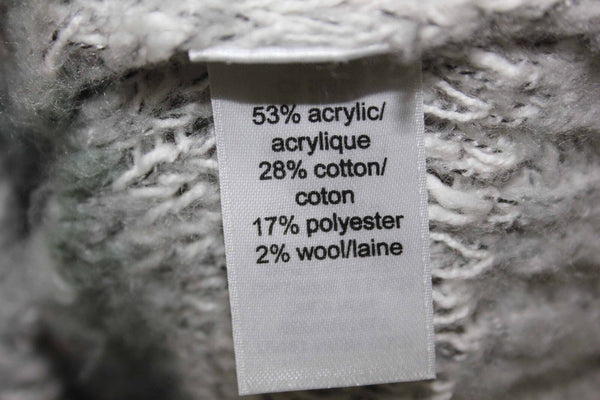 53% acrylic/
acrylique
28% cotton/
coton
17% polyester
2% wool/laine